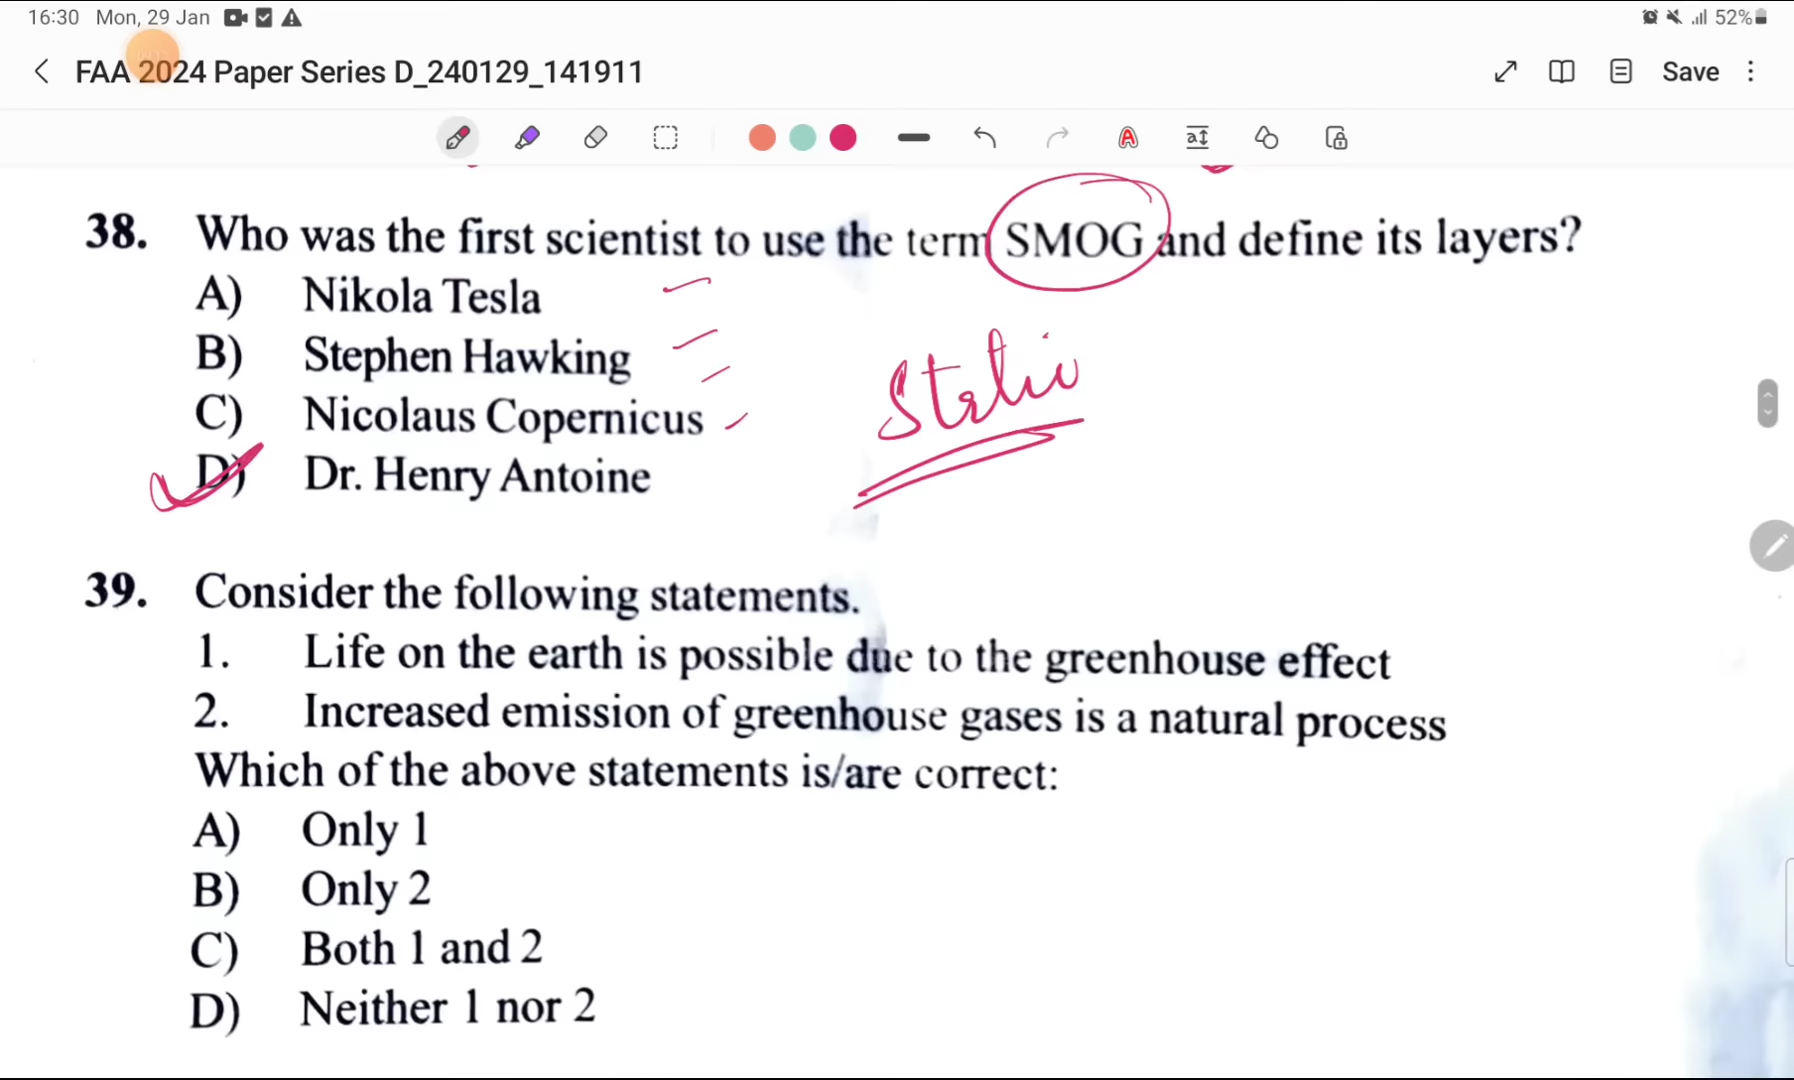 16:30 Mon, 29 Jan
52%
FAA 2024 Paper Series D_240129_141911
Save
38. Who was the first scientist to use the term SMOG and define its layers?
A) Nikola Tesla
B) Stephen Hawking
C) Nicolaus Copernicus
D) Dr. Henry Antoine
39. Consider the following statements.
1. Life on the earth is possible due to the greenhouse effect
2. Increased emission of greenhouse gases is a natural process
Which of the above statements is/are correct:
A) Only 1
B) Only 2
C) Both 1 and 2
D) Neither 1 nor 2